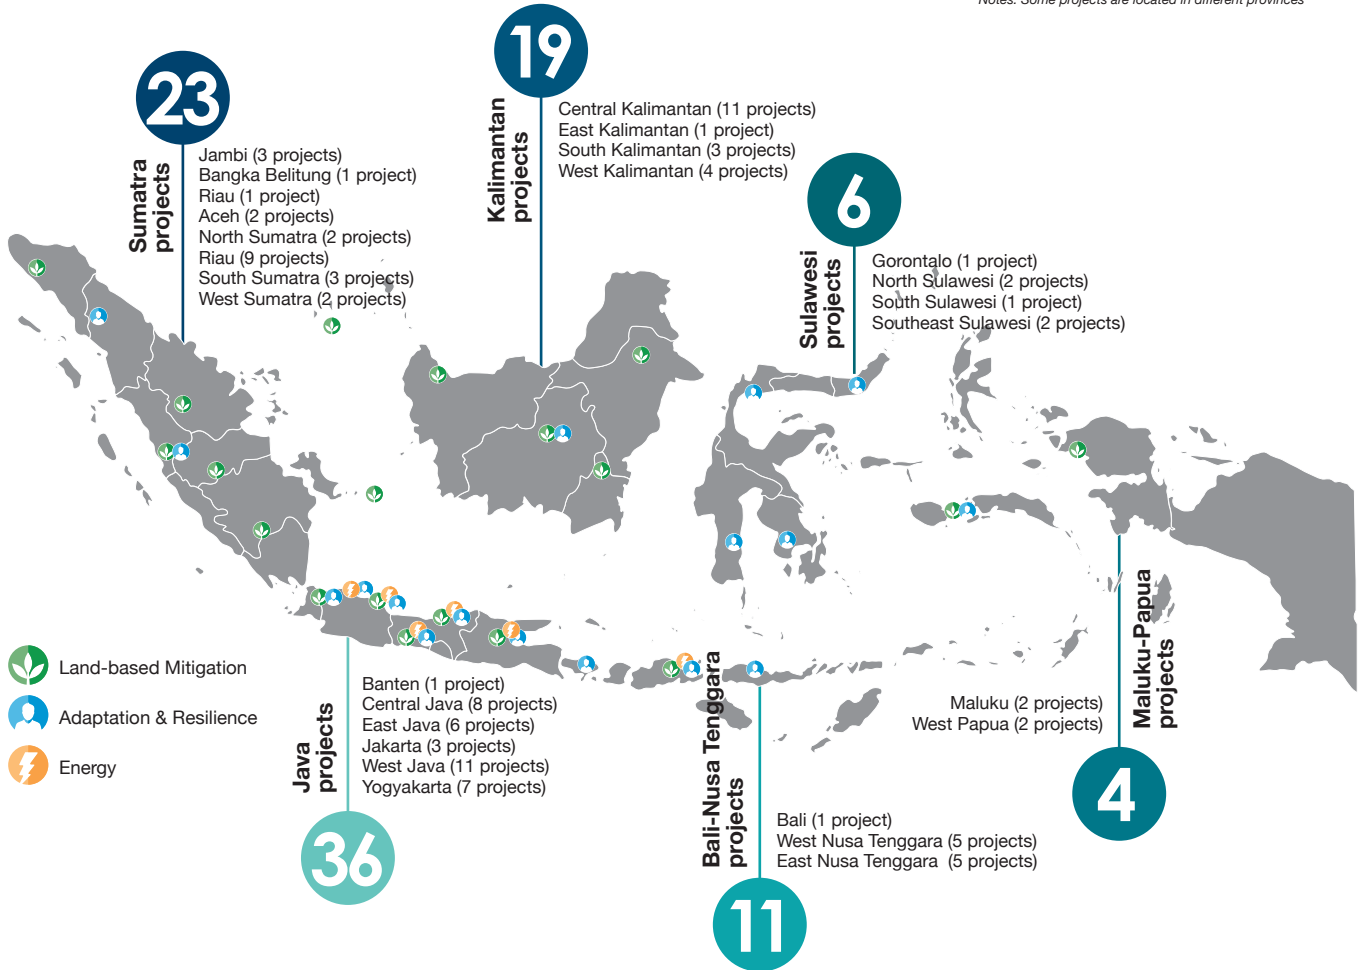 Notes: Some projects are located in different provinces
23
Sumatra
projects
Jambi (3 projects)
Bangka Belitung (1 project)
Riau (1 project)
Aceh (2 projects)
North Sumatra (2 projects)
Riau (9 projects)
South Sumatra (3 projects)
West Sumatra (2 projects)
19
Kalimantan
projects
Central Kalimantan (11 projects)
East Kalimantan (1 project)
South Kalimantan (3 projects)
West Kalimantan (4 projects)
6
Sulawesi
projects
Gorontalo (1 project)
North Sulawesi (2 projects)
South Sulawesi (1 project)
Southeast Sulawesi (2 projects)
Land-based Mitigation
Adaptation & Resilience
Energy
Java
projects
Banten (1 project)
Central Java (8 projects)
East Java (6 projects)
Jakarta (3 projects)
West Java (11 projects)
Yogyakarta (7 projects)
36
Bali-Nusa Tenggara
projects
Bali (1 project)
West Nusa Tenggara (5 projects)
East Nusa Tenggara (5 projects)
11
Maluku-Papua
projects
Maluku (2 projects)
West Papua (2 projects)
4